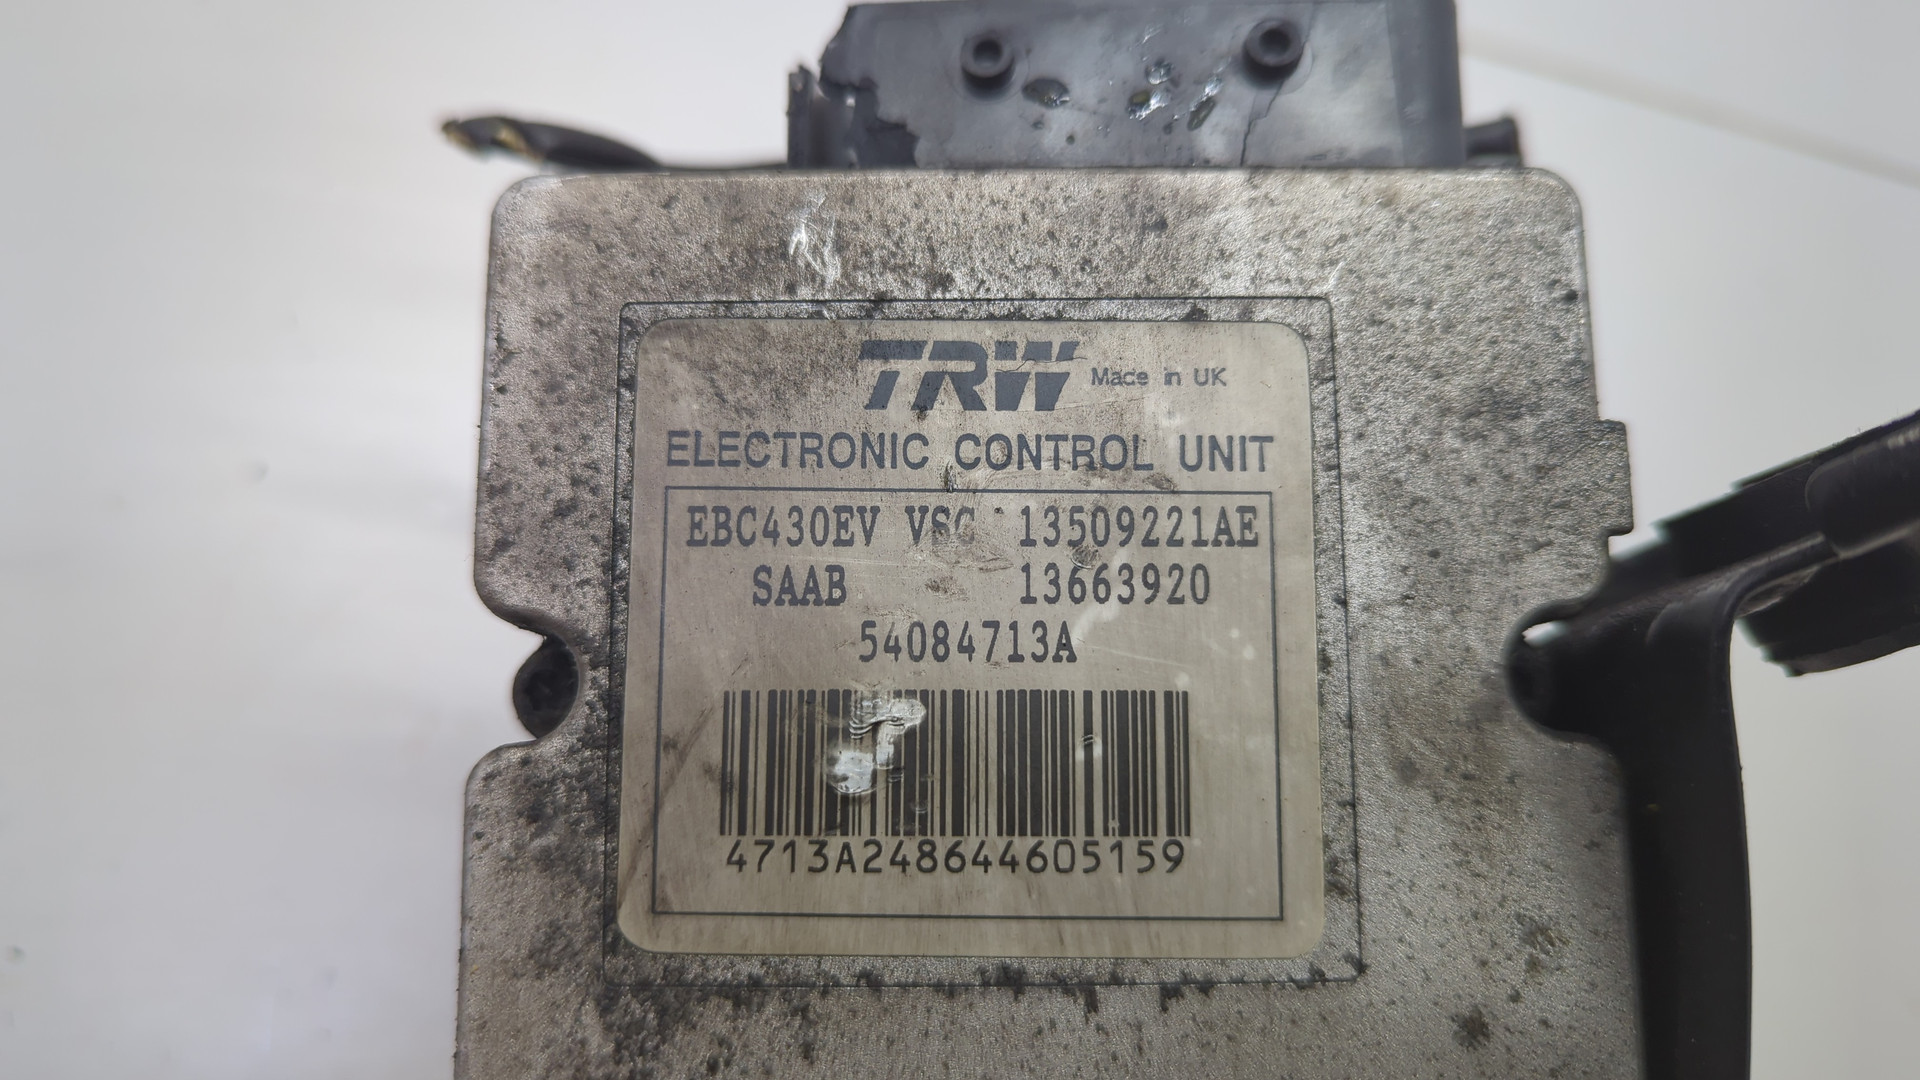 TRW Made in UK
ELECTRONIC CONTROL UNIT
EBC430EV VSC 13509221AE
SAAB 13663920
54084713A
4713A248644605159